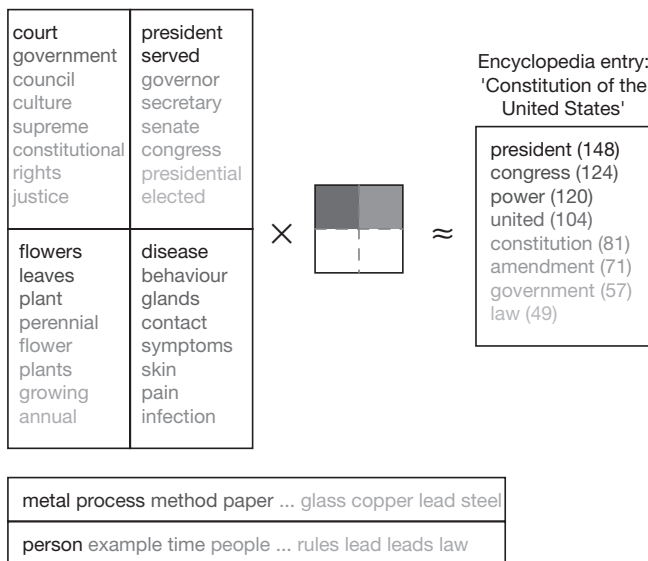 court
government
council
culture
supreme
constitutional
rights
justice
president
served
governor
secretary
senate
congress
presidential
elected
flowers
leaves
plant
perennial
flower
plants
growing
annual
disease
behaviour
glands
contact
symptoms
skin
pain
infection
×
≈
Encyclopedia entry:
'Constitution of the
United States'
president (148)
congress (124)
power (120)
united (104)
constitution (81)
amendment (71)
government (57)
law (49)
metal process method paper ... glass copper lead steel
person example time people ... rules lead leads law